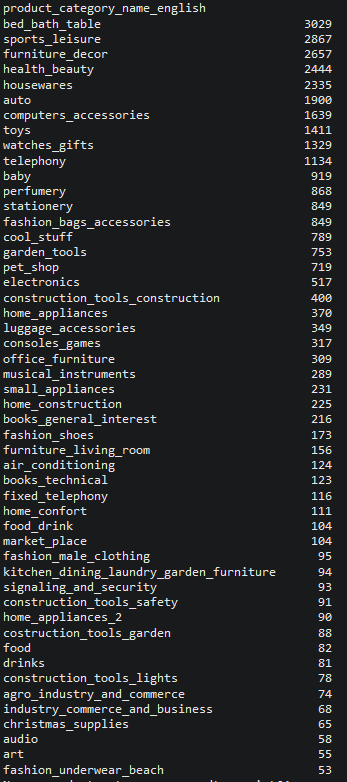 product_category_name_english
bed_bath_table 3029
sports_leisure 2867
furniture_decor 2657
health_beauty 2444
housewares 2335
auto 1900
computers_accessories 1639
toys 1411
watches_gifts 1329
telephony 1134
baby 919
perfumery 868
stationery 849
fashion_bags_accessories 849
cool_stuff 789
garden_tools 753
pet_shop 719
electronics 517
construction_tools_construction 400
home_appliances 370
luggage_accessories 349
consoles_games 317
office_furniture 309
musical_instruments 289
small_appliances 231
home_construction 225
books_general_interest 216
fashion_shoes 173
furniture_living_room 156
air_conditioning 124
books_technical 123
fixed_telephony 116
home_confort 111
food_drink 104
market_place 104
fashion_male_clothing 95
kitchen_dining_laundry_garden_furniture 94
signaling_and_security 93
construction_tools_safety 91
home_appliances_2 90
costruction_tools_garden 88
food 82
drinks 81
construction_tools_lights 78
agro_industry_and_commerce 74
industry_commerce_and_business 68
christmas_supplies 65
audio 58
art 55
fashion_underwear_beach 53